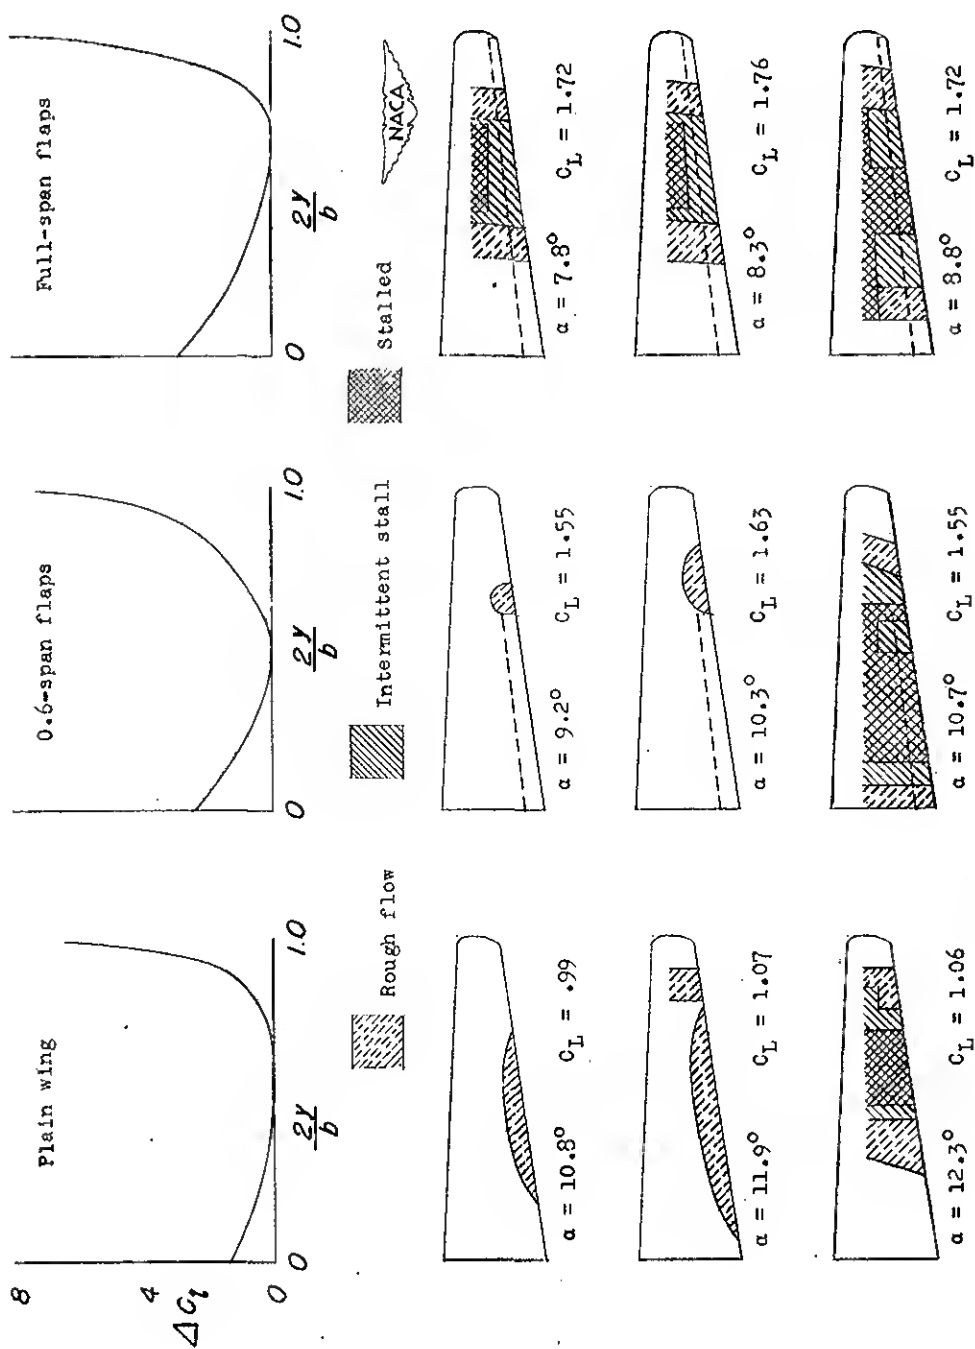 Plain wing
0.6-span flaps
Full-span flaps
8
4
0
ΔC_l
0
2y/b
1.0
0
2y/b
1.0
0
2y/b
1.0
Rough flow
Intermittent stall
Stalled
NACA
α = 10.8° C_L = .99
α = 9.2° C_L = 1.55
α = 7.8° C_L = 1.72
α = 11.9° C_L = 1.07
α = 10.3° C_L = 1.63
α = 8.3° C_L = 1.76
α = 12.3° C_L = 1.06
α = 10.7° C_L = 1.55
α = 8.8° C_L = 1.72